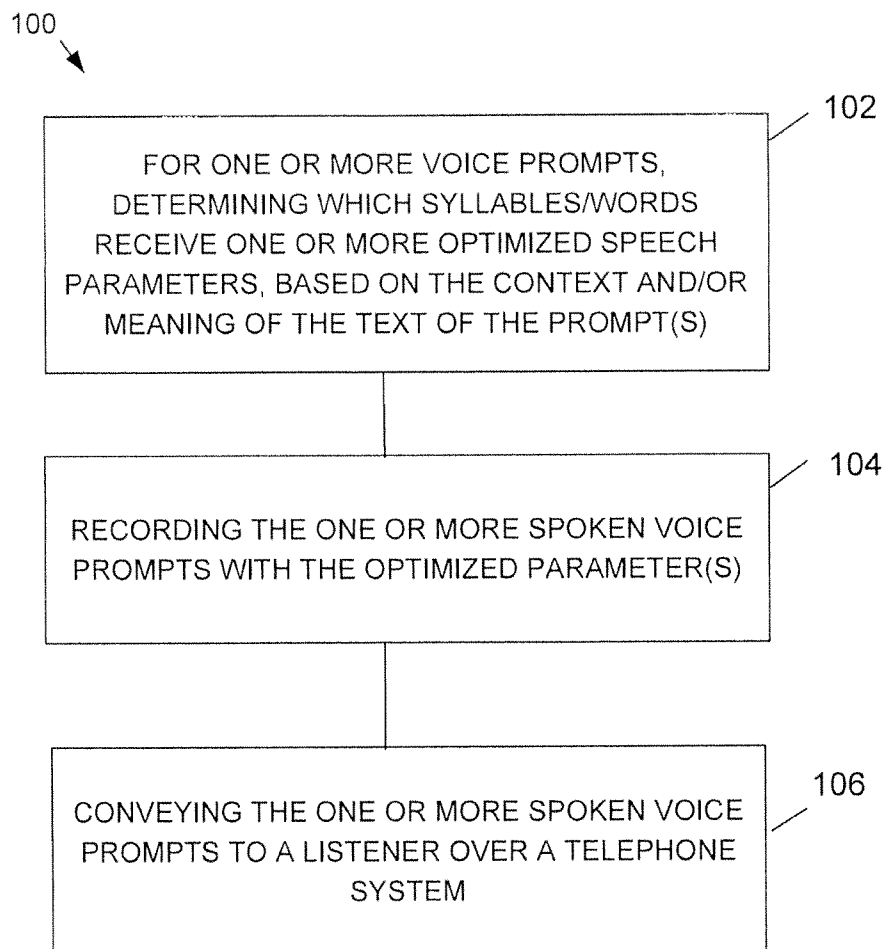 100
102
FOR ONE OR MORE VOICE PROMPTS,
DETERMINING WHICH SYLLABLES/WORDS
RECEIVE ONE OR MORE OPTIMIZED SPEECH
PARAMETERS, BASED ON THE CONTEXT AND/OR
MEANING OF THE TEXT OF THE PROMPT(S)
104
RECORDING THE ONE OR MORE SPOKEN VOICE
PROMPTS WITH THE OPTIMIZED PARAMETER(S)
106
CONVEYING THE ONE OR MORE SPOKEN VOICE
PROMPTS TO A LISTENER OVER A TELEPHONE
SYSTEM